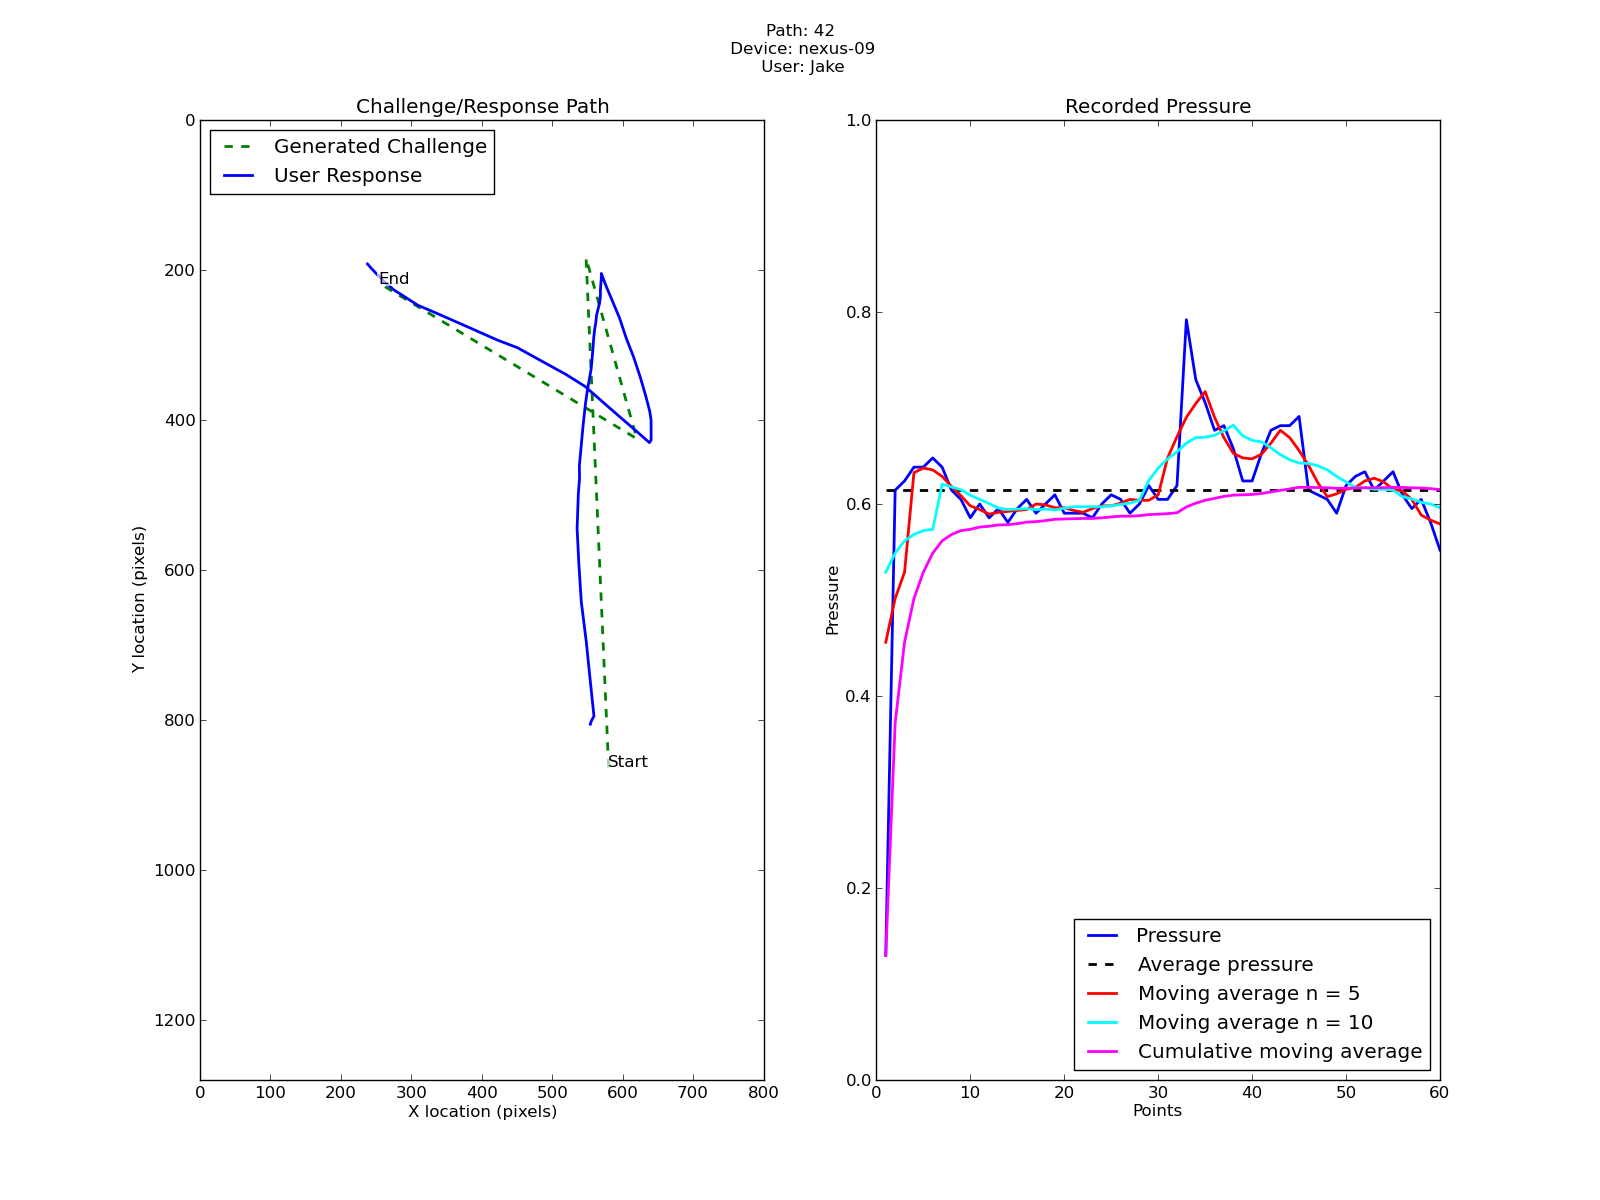 Path: 42
Device: nexus-09
User: Jake
Challenge/Response Path
Generated Challenge
User Response
End
Start
0
200
400
600
800
1000
1200
Y location (pixels)
0 100 200 300 400 500 600 700 800
X location (pixels)
Recorded Pressure
1.0
0.8
0.6
0.4
0.2
0.0
Pressure
Pressure
Average pressure
Moving average n = 5
Moving average n = 10
Cumulative moving average
0 10 20 30 40 50 60
Points